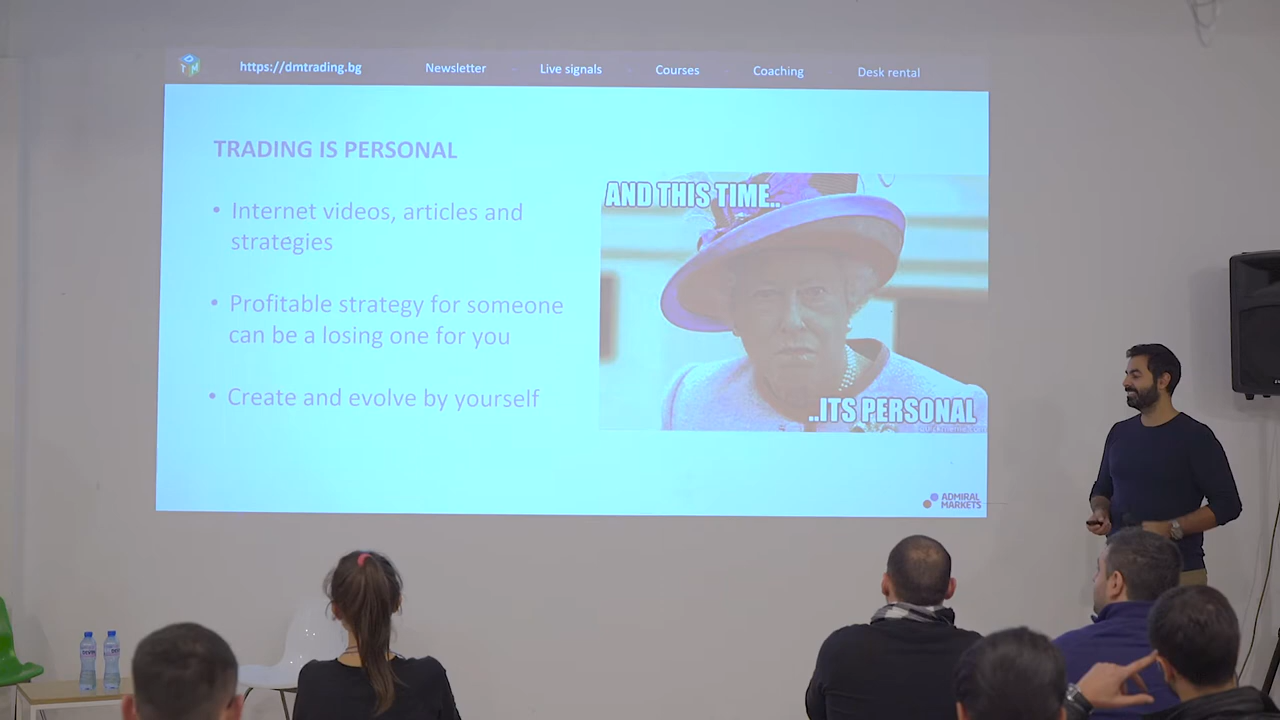 https://dmtrading.bg Newsletter Live signals Courses Coaching Desk rental
TRADING IS PERSONAL
• Internet videos, articles and
strategies
• Profitable strategy for someone
can be a losing one for you
• Create and evolve by yourself
AND THIS TIME..
..ITS PERSONAL
ADMIRAL
MARKETS